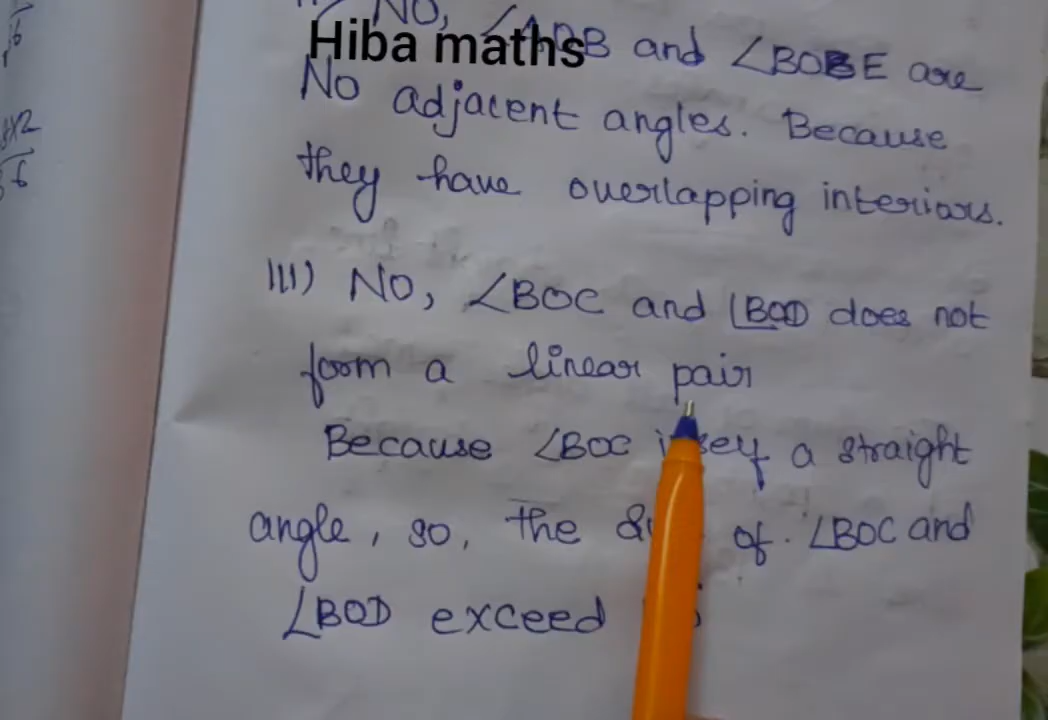 No,
Hiba maths
and ∠BOBE are
No adjacent angles. Because
they have overlapping interiors.
III) No, ∠BOC and ∠BOD does not
form a linear pair
Because ∠BOC a straight
angle, so, the of ∠BOC and
∠BOD exceed